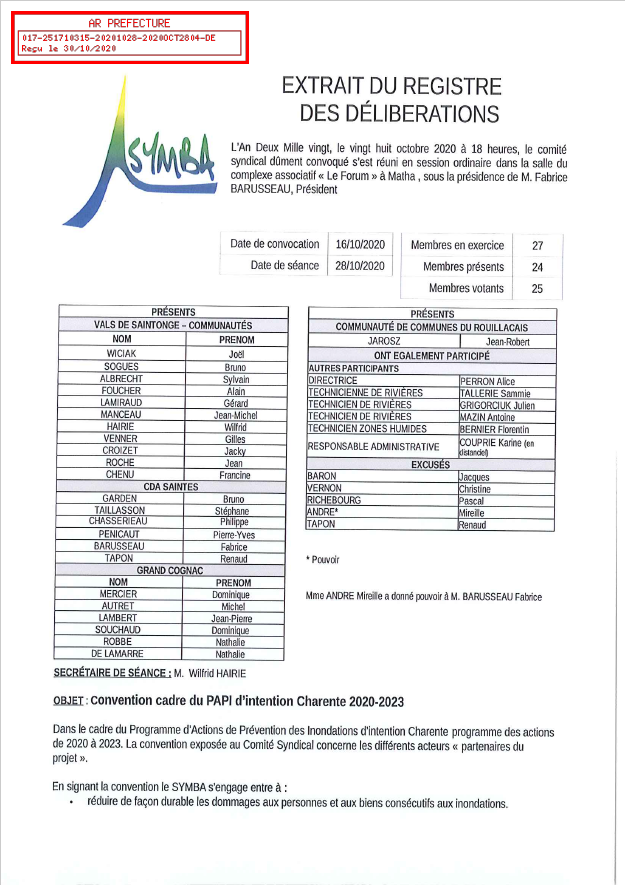 AR PREFECTURE
017-251710315-20201028-2020OCT2804-DE
Reçu le 30/10/2020
EXTRAIT DU REGISTRE
DES DÉLIBERATIONS
SYMBA
L'An Deux Mille vingt, le vingt huit octobre 2020 à 18 heures, le comité
syndical dûment convoqué s'est réuni en session ordinaire dans la salle du
complexe associatif « Le Forum » à Matha , sous la présidence de M. Fabrice
BARUSSEAU, Président
Date de convocation 16/10/2020
Date de séance 28/10/2020
Membres en exercice 27
Membres présents 24
Membres votants 25
PRÉSENTS
VALS DE SAINTONGE – COMMUNAUTÉS
NOM PRENOM
WICIAK Joël
SOGUES Bruno
ALBRECHT Sylvain
FOUCHER Alain
LAMIRAUD Gérard
MANCEAU Jean-Michel
HAIRIE Wilfrid
VENNER Gilles
CROIZET Jacky
ROCHE Jean
CHENU Francine
CDA SAINTES
GARDEN Bruno
TAILLASSON Stéphane
CHASSERIEAU Philippe
PENICAUT Pierre-Yves
BARUSSEAU Fabrice
TAPON Renaud
GRAND COGNAC
NOM PRENOM
MERCIER Dominique
AUTRET Michel
LAMBERT Jean-Pierre
SOUCHAUD Dominique
ROBBE Nathalie
DE LAMARRE Nathalie
PRÉSENTS
COMMUNAUTÉ DE COMMUNES DU ROUILLACAIS
JAROSZ Jean-Robert
ONT EGALEMENT PARTICIPÉ
AUTRES PARTICIPANTS
DIRECTRICE PERRON Alice
TECHNICIENNE DE RIVIÈRES TALLERIE Sammie
TECHNICIEN DE RIVIÈRES GRIGORCIUK Julien
TECHNICIEN DE RIVIÈRES MAZIN Antoine
TECHNICIEN ZONES HUMIDES BERNIER Florentin
RESPONSABLE ADMINISTRATIVE COUPRIE Karine (en
distanciel)
EXCUSÉS
BARON Jacques
VERNON Christine
RICHEBOURG Pascal
ANDRE* Mireille
TAPON Renaud
* Pouvoir
Mme ANDRE Mireille a donné pouvoir à M. BARUSSEAU Fabrice
SECRÉTAIRE DE SÉANCE : M. Wilfrid HAIRIE
OBJET : Convention cadre du PAPI d'intention Charente 2020-2023
Dans le cadre du Programme d'Actions de Prévention des Inondations d'intention Charente programme des actions
de 2020 à 2023. La convention exposée au Comité Syndical concerne les différents acteurs « partenaires du
projet ».
En signant la convention le SYMBA s'engage entre à :
• réduire de façon durable les dommages aux personnes et aux biens consécutifs aux inondations.